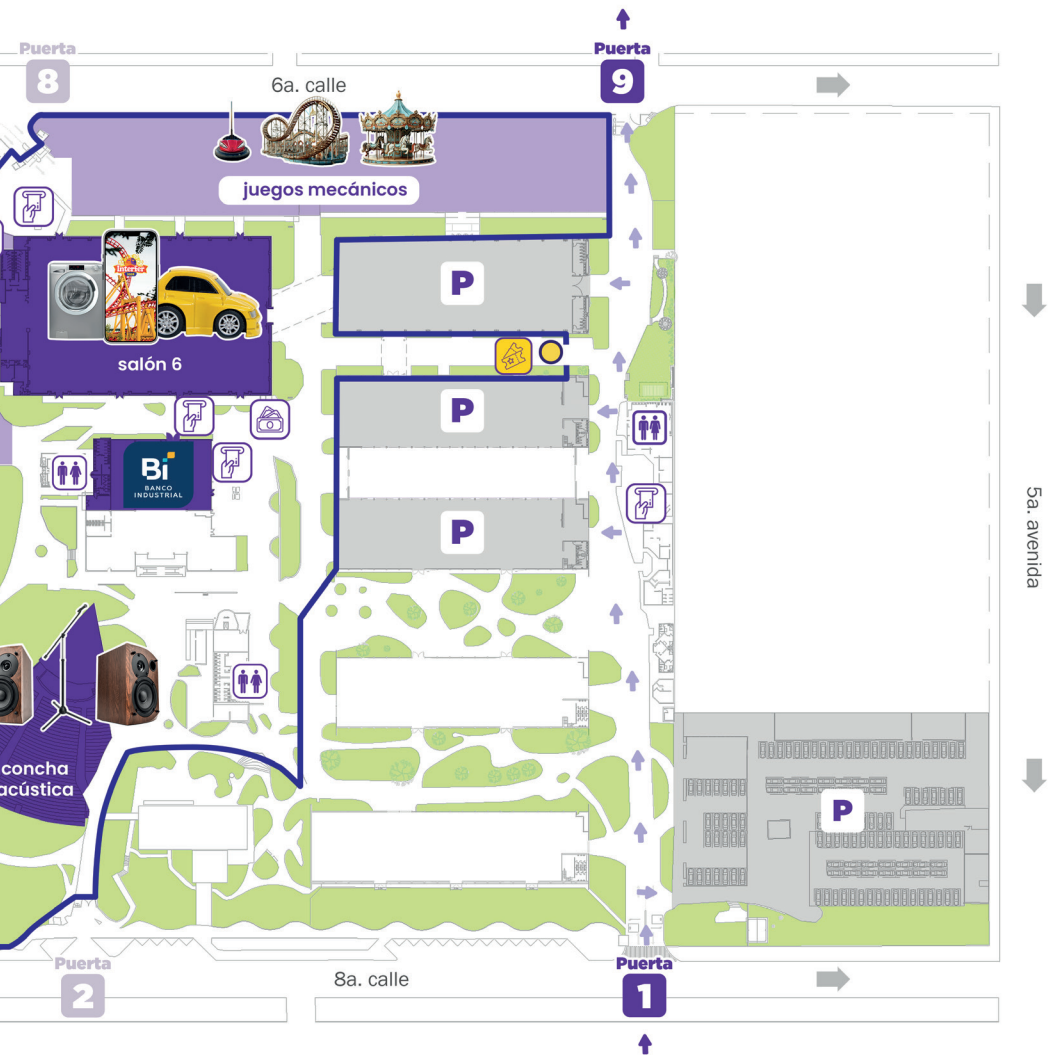 Puerta
8
Puerta
9
6a. calle
juegos mecánicos
P
Interfer
salón 6
P
Bi
BANCO
INDUSTRIAL
P
5a. avenida
concha
acústica
P
Puerta
2
8a. calle
Puerta
1